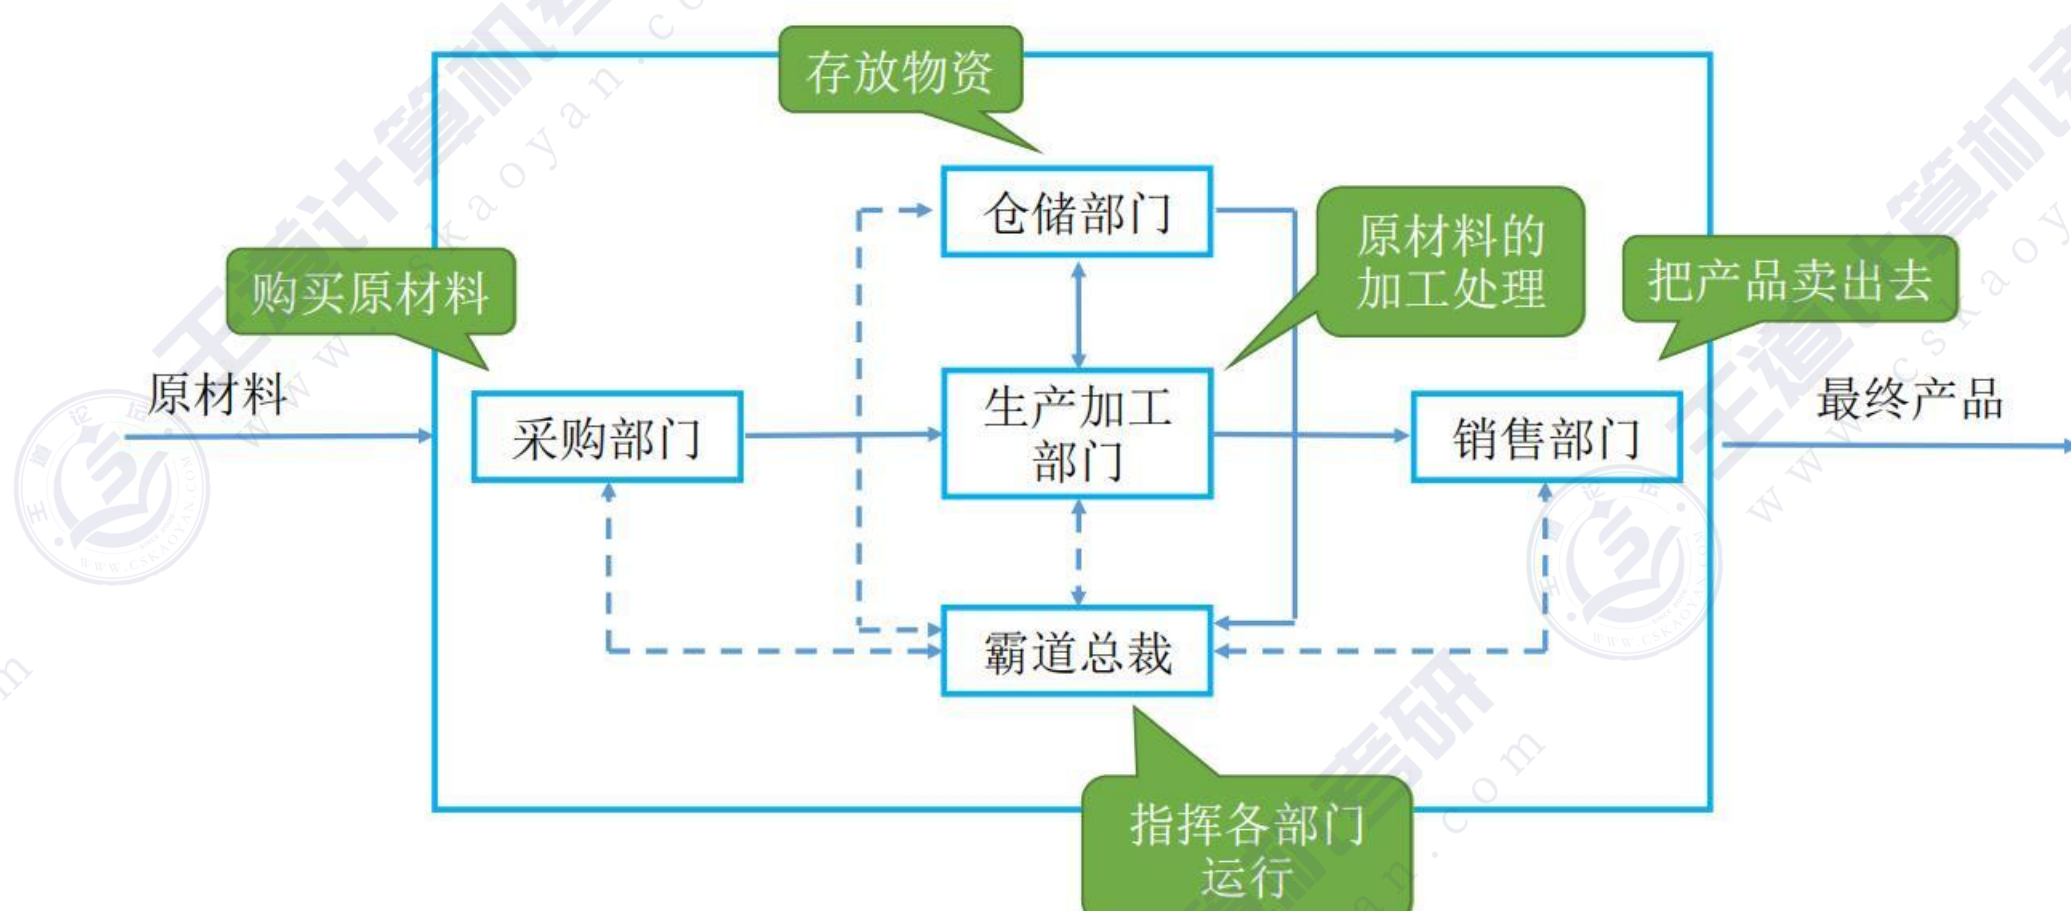 存放物资
仓储部门
原材料的
加工处理
购买原材料
把产品卖出去
原材料
采购部门
生产加工
部门
销售部门
最终产品
霸道总裁
指挥各部门
运行